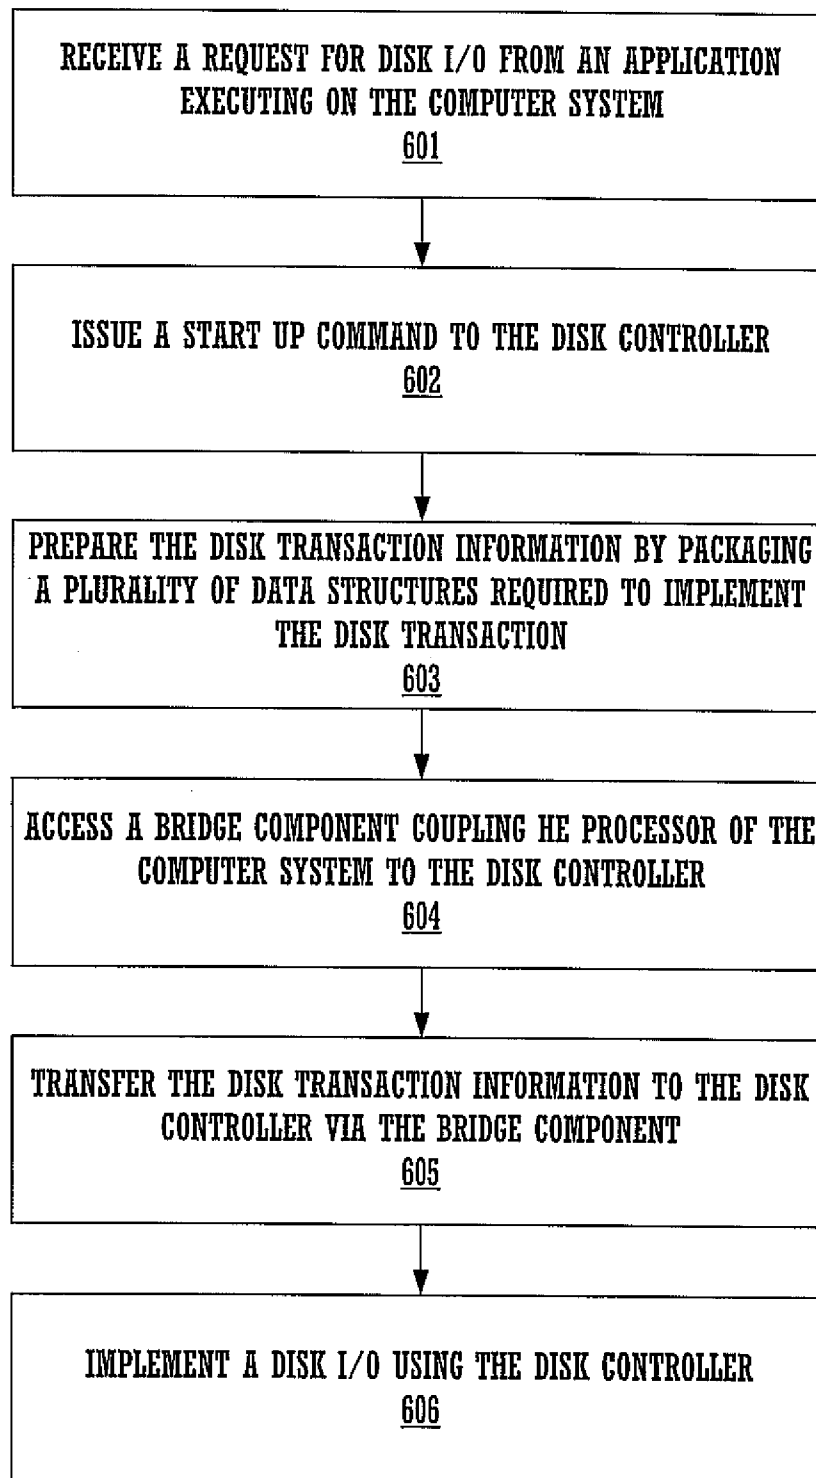 RECEIVE A REQUEST FOR DISK I/O FROM AN APPLICATION
EXECUTING ON THE COMPUTER SYSTEM
601
ISSUE A START UP COMMAND TO THE DISK CONTROLLER
602
PREPARE THE DISK TRANSACTION INFORMATION BY PACKAGING
A PLURALITY OF DATA STRUCTURES REQUIRED TO IMPLEMENT
THE DISK TRANSACTION
603
ACCESS A BRIDGE COMPONENT COUPLING HE PROCESSOR OF THE
COMPUTER SYSTEM TO THE DISK CONTROLLER
604
TRANSFER THE DISK TRANSACTION INFORMATION TO THE DISK
CONTROLLER VIA THE BRIDGE COMPONENT
605
IMPLEMENT A DISK I/O USING THE DISK CONTROLLER
606